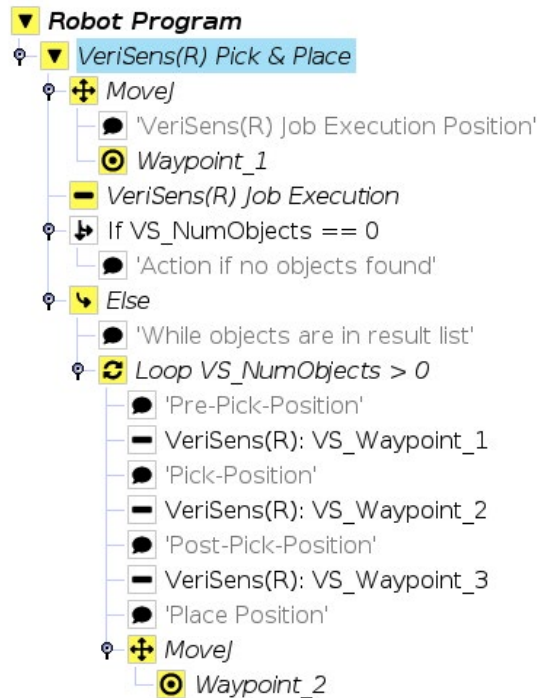 Robot Program
VeriSens(R) Pick & Place
MoveJ
'VeriSens(R) Job Execution Position'
Waypoint_1
VeriSens(R) Job Execution
If VS_NumObjects == 0
'Action if no objects found'
Else
'While objects are in result list'
Loop VS_NumObjects > 0
'Pre-Pick-Position'
VeriSens(R): VS_Waypoint_1
'Pick-Position'
VeriSens(R): VS_Waypoint_2
'Post-Pick-Position'
VeriSens(R): VS_Waypoint_3
'Place Position'
MoveJ
Waypoint_2